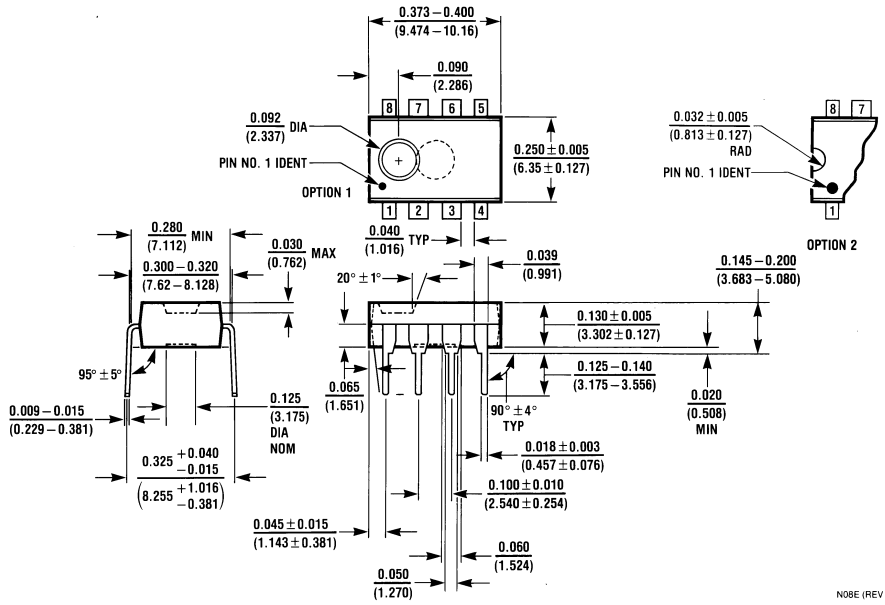 0.373 – 0.400
(9.474 – 10.16)
0.090
(2.286)
8 7 6 5
0.092
(2.337) DIA
PIN NO. 1 IDENT
OPTION 1
0.250 ± 0.005
(6.35 ± 0.127)
1 2 3 4
0.032 ± 0.005
(0.813 ± 0.127)
RAD
PIN NO. 1 IDENT
8 7
1
OPTION 2
0.280
(7.112) MIN
0.300 – 0.320
(7.62 – 8.128)
0.030
(0.762) MAX
0.040
(1.016) TYP
20° ± 1°
0.039
(0.991)
0.145 – 0.200
(3.683 – 5.080)
0.130 ± 0.005
(3.302 ± 0.127)
0.125 – 0.140
(3.175 – 3.556)
0.020
(0.508)
MIN
95° ± 5°
0.009 – 0.015
(0.229 – 0.381)
0.125
(3.175)
DIA
NOM
0.065
(1.651)
90° ± 4°
TYP
0.325 +0.040
−0.015
(8.255 +1.016
−0.381)
0.018 ± 0.003
(0.457 ± 0.076)
0.100 ± 0.010
(2.540 ± 0.254)
0.045 ± 0.015
(1.143 ± 0.381)
0.060
(1.524)
0.050
(1.270)
N08E (REV